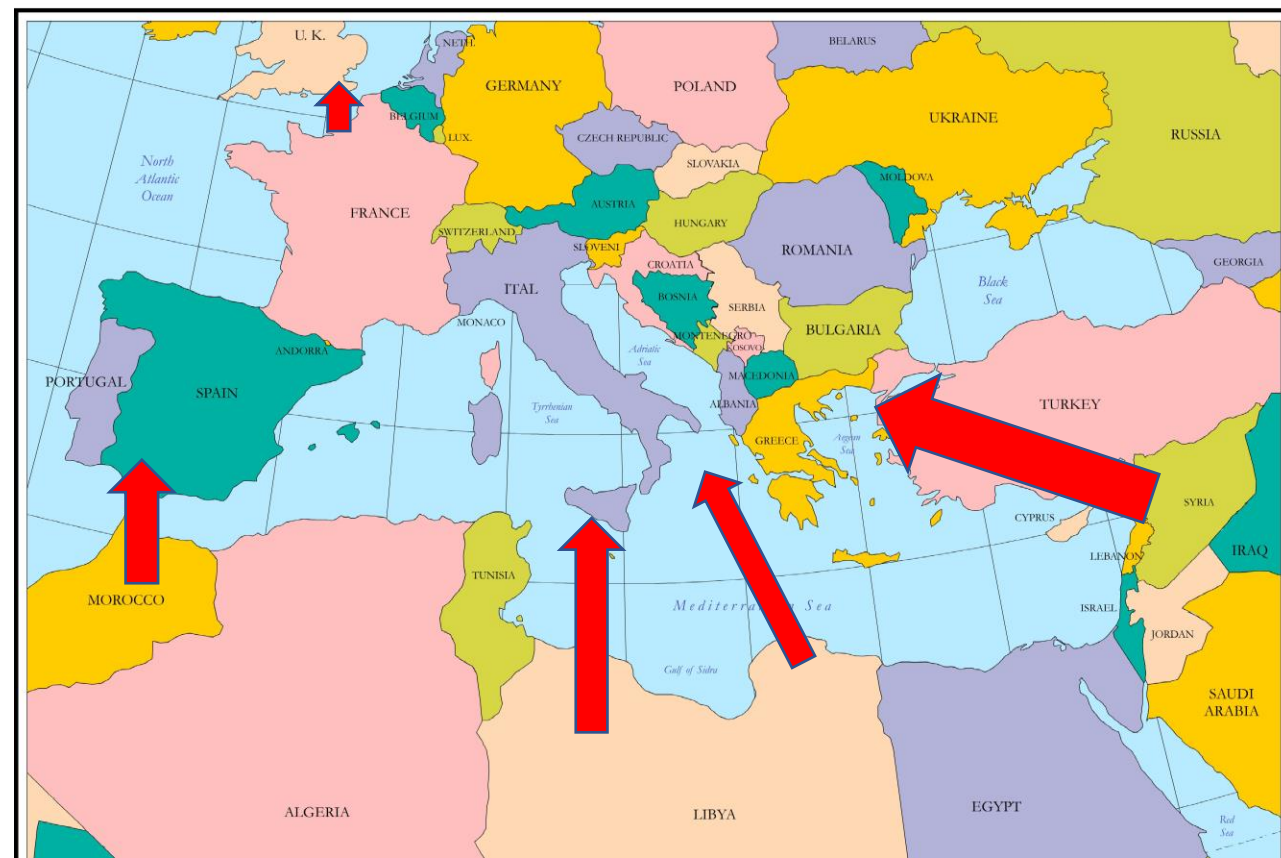 U. K.
NETH.
BELARUS
GERMANY
POLAND
BELGIUM
UKRAINE
LUX.
CZECH REPUBLIC
RUSSIA
North
Atlantic
Ocean
SLOVAKIA
MOLDOVA
FRANCE
AUSTRIA
HUNGARY
SWITZERLAND
SLOVENI
ROMANIA
CROATIA
GEORGIA
ITAL
BOSNIA
Black
Sea
SERBIA
MONACO
MONTENEGRO
BULGARIA
KOSOVO
ANDORRA
Adriatic
Sea
MACEDONIA
PORTUGAL
SPAIN
ALBANIA
TURKEY
Tyrrhenian
Sea
GREECE
Aegean
Sea
SYRIA
CYPRUS
LEBANON
IRAQ
TUNISIA
MOROCCO
Mediterran n Sea
ISRAEL
JORDAN
Gulf of Sidra
SAUDI
ARABIA
ALGERIA
LIBYA
EGYPT
Red
Sea